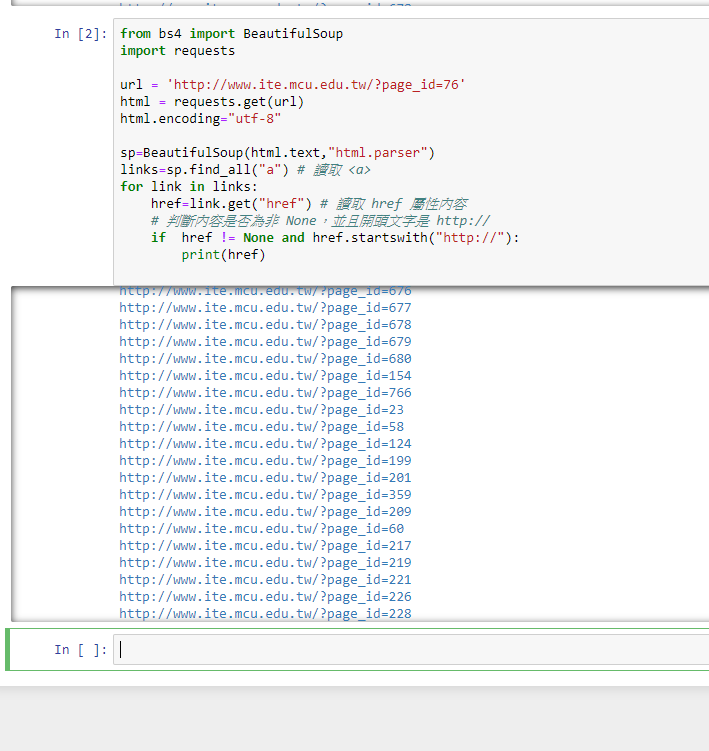 In [2]:
from bs4 import BeautifulSoup
import requests
url = 'http://www.ite.mcu.edu.tw/?page_id=76'
html = requests.get(url)
html.encoding="utf-8"
sp=BeautifulSoup(html.text,"html.parser")
links=sp.find_all("a") # 讀取 <a>
for link in links:
    href=link.get("href") # 讀取 href 屬性內容
    # 判斷內容是否為非 None，並且開頭文字是 http://
    if  href != None and href.startswith("http://"):
        print(href)
http://www.ite.mcu.edu.tw/?page_id=676
http://www.ite.mcu.edu.tw/?page_id=677
http://www.ite.mcu.edu.tw/?page_id=678
http://www.ite.mcu.edu.tw/?page_id=679
http://www.ite.mcu.edu.tw/?page_id=680
http://www.ite.mcu.edu.tw/?page_id=154
http://www.ite.mcu.edu.tw/?page_id=766
http://www.ite.mcu.edu.tw/?page_id=23
http://www.ite.mcu.edu.tw/?page_id=58
http://www.ite.mcu.edu.tw/?page_id=124
http://www.ite.mcu.edu.tw/?page_id=199
http://www.ite.mcu.edu.tw/?page_id=201
http://www.ite.mcu.edu.tw/?page_id=359
http://www.ite.mcu.edu.tw/?page_id=209
http://www.ite.mcu.edu.tw/?page_id=60
http://www.ite.mcu.edu.tw/?page_id=217
http://www.ite.mcu.edu.tw/?page_id=219
http://www.ite.mcu.edu.tw/?page_id=221
http://www.ite.mcu.edu.tw/?page_id=226
http://www.ite.mcu.edu.tw/?page_id=228
In [ ]: